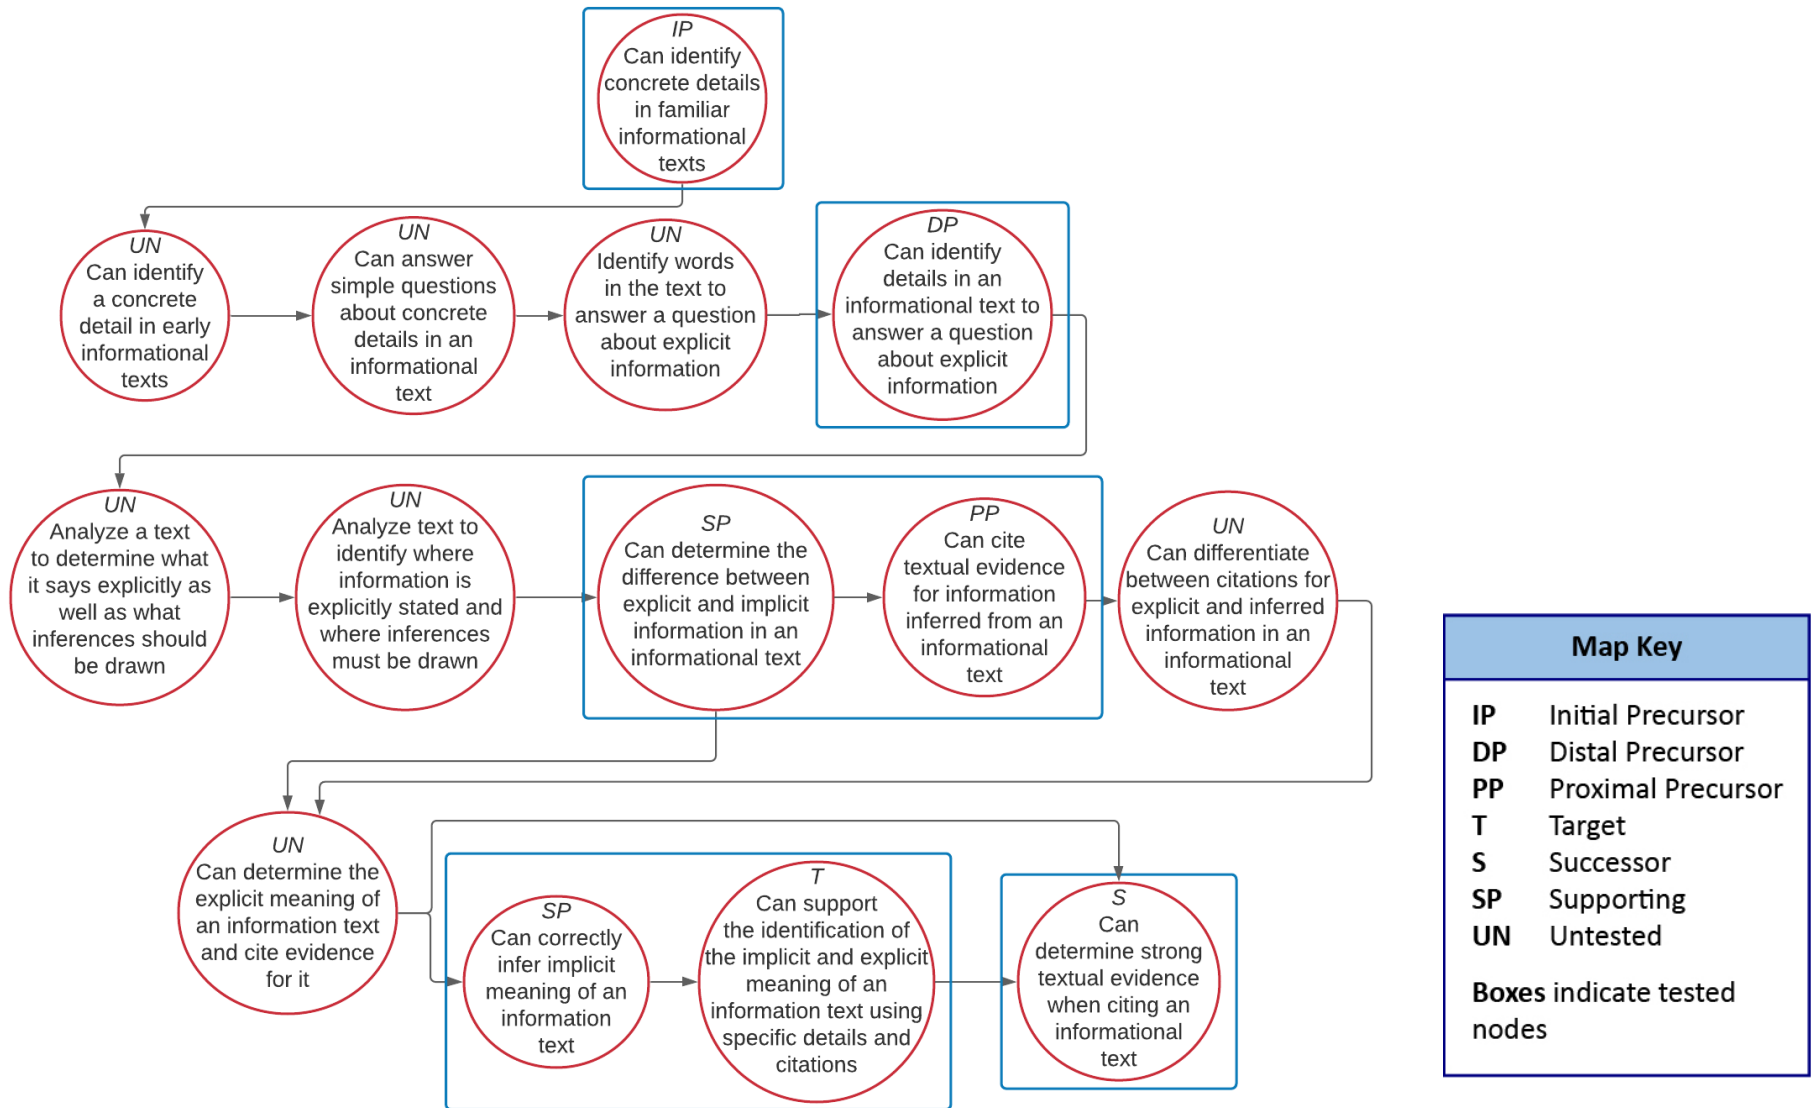 IP
Can identify
concrete details
in familiar
informational
texts
UN
Can identify
a concrete
detail in early
informational
texts
UN
Can answer
simple questions
about concrete
details in an
informational
text
UN
Identify words
in the text to
answer a question
about explicit
information
DP
Can identify
details in an
informational text to
answer a question
about explicit
information
UN
Analyze a text
to determine what
it says explicitly as
well as what
inferences should
be drawn
UN
Analyze text to
identify where
information is
explicitly stated and
where inferences
must be drawn
SP
Can determine the
difference between
explicit and implicit
information in an
informational text
PP
Can cite
textual evidence
for information
inferred from an
informational
text
UN
Can differentiate
between citations for
explicit and inferred
information in an
informational
text
UN
Can determine the
explicit meaning of
an information text
and cite evidence
for it
SP
Can correctly
infer implicit
meaning of an
information
text
T
Can support
the identification of
the implicit and explicit
meaning of an
information text using
specific details and
citations
S
Can
determine strong
textual evidence
when citing an
informational
text
Map Key
IP Initial Precursor
DP Distal Precursor
PP Proximal Precursor
T Target
S Successor
SP Supporting
UN Untested
Boxes indicate tested
nodes